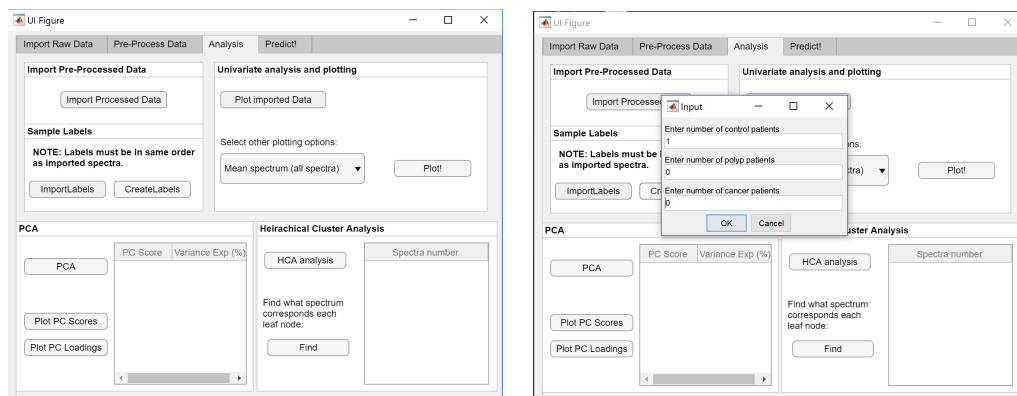 UI Figure
Import Raw Data Pre-Process Data Analysis Predict!
Import Pre-Processed Data
Import Processed Data
Sample Labels
NOTE: Labels must be in same order
as imported spectra.
ImportLabels CreateLabels
Univariate analysis and plotting
Plot imported Data
Select other plotting options:
Mean spectrum (all spectra) Plot!
PCA
PCA
Plot PC Scores
Plot PC Loadings
PC Score Variance Exp (%)
Heirachical Cluster Analysis
HCA analysis
Find what spectrum
corresponds each
leaf node:
Find
Spectra number
UI Figure
Import Raw Data Pre-Process Data Analysis Predict!
Import Pre-Processed Data
Import Proces
Sample Labels
NOTE: Labels must be
as imported spectra.
ImportLabels Cr
Univariate analysis and plotting
ons:
ctra) Plot!
Input
Enter number of control patients
1
Enter number of polyp patients
0
Enter number of cancer patients
0
OK Cancel
PCA
PCA
Plot PC Scores
Plot PC Loadings
PC Score Variance Exp (%)
uster Analysis
HCA analysis
Find what spectrum
corresponds each
leaf node:
Find
Spectra number